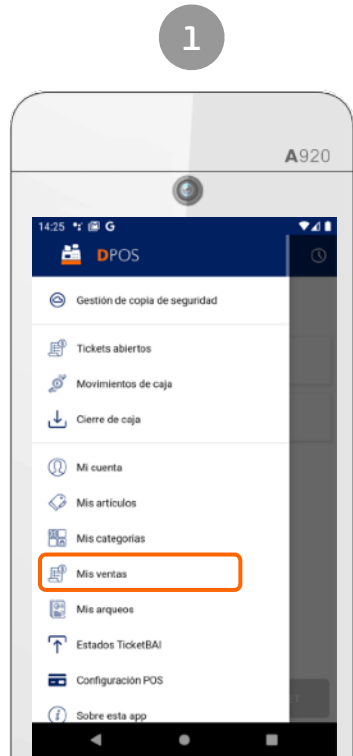 1
A920
14:25 G
DPOS
Gestión de copia de seguridad
Tickets abiertos
Movimientos de caja
Cierre de caja
Mi cuenta
Mis artículos
Mis categorías
Mis ventas
Mis arqueos
Estados TicketBAI
Configuración POS
Sobre esta app